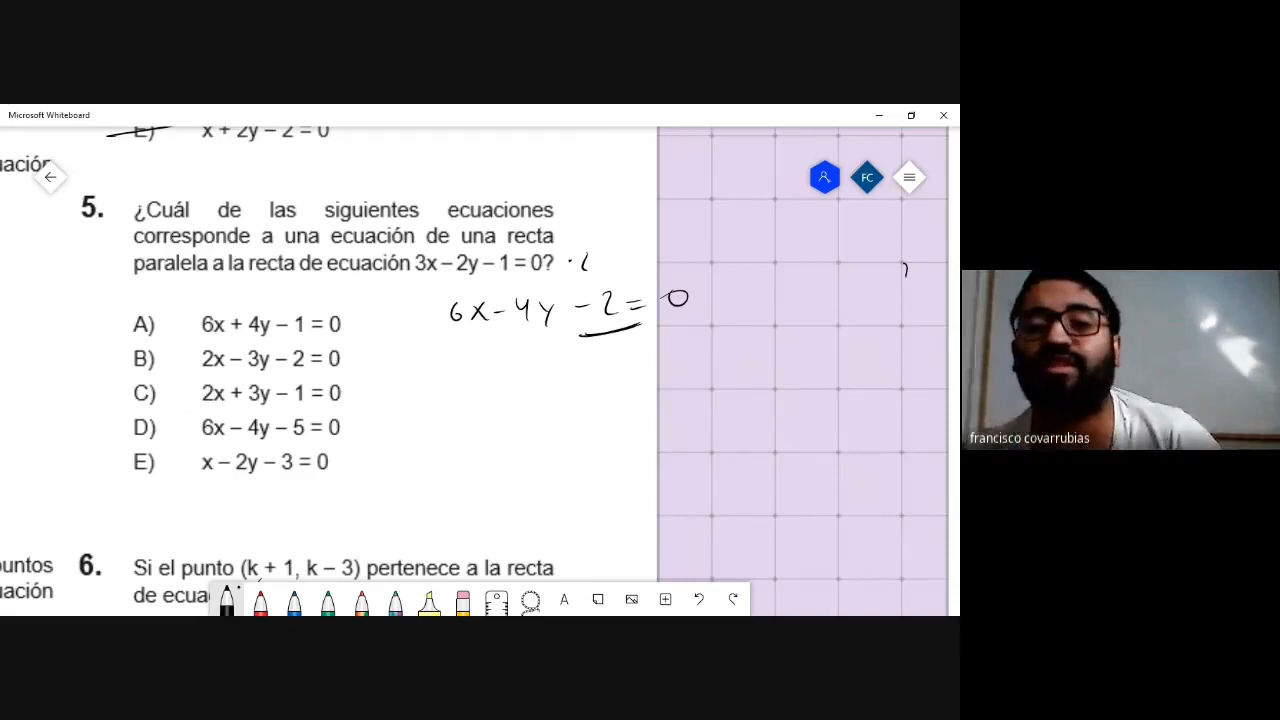 Microsoft Whiteboard
E) x + 2y – 2 = 0
uación
5. ¿Cuál de las siguientes ecuaciones
corresponde a una ecuación de una recta
paralela a la recta de ecuación 3x – 2y – 1 = 0?
6x - 4y - 2 = 0
A) 6x + 4y – 1 = 0
B) 2x – 3y – 2 = 0
C) 2x + 3y – 1 = 0
D) 6x – 4y – 5 = 0
E) x – 2y – 3 = 0
FC
francisco covarrubias
puntos
uación
6. Si el punto (k + 1, k – 3) pertenece a la recta
de ecua
A